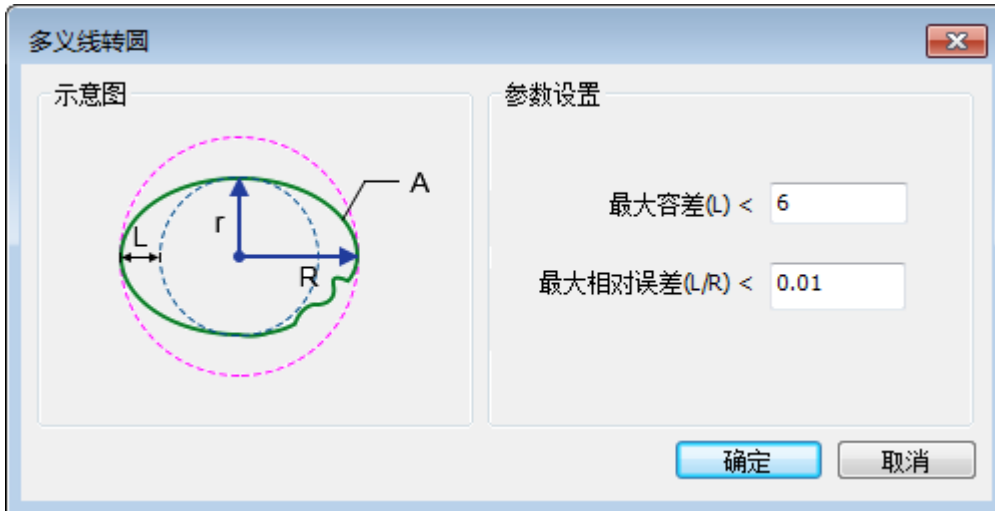 多义线转圆
示意图
A
r
L
R
参数设置
最大容差(L) < 6
最大相对误差(L/R) < 0.01
确定
取消